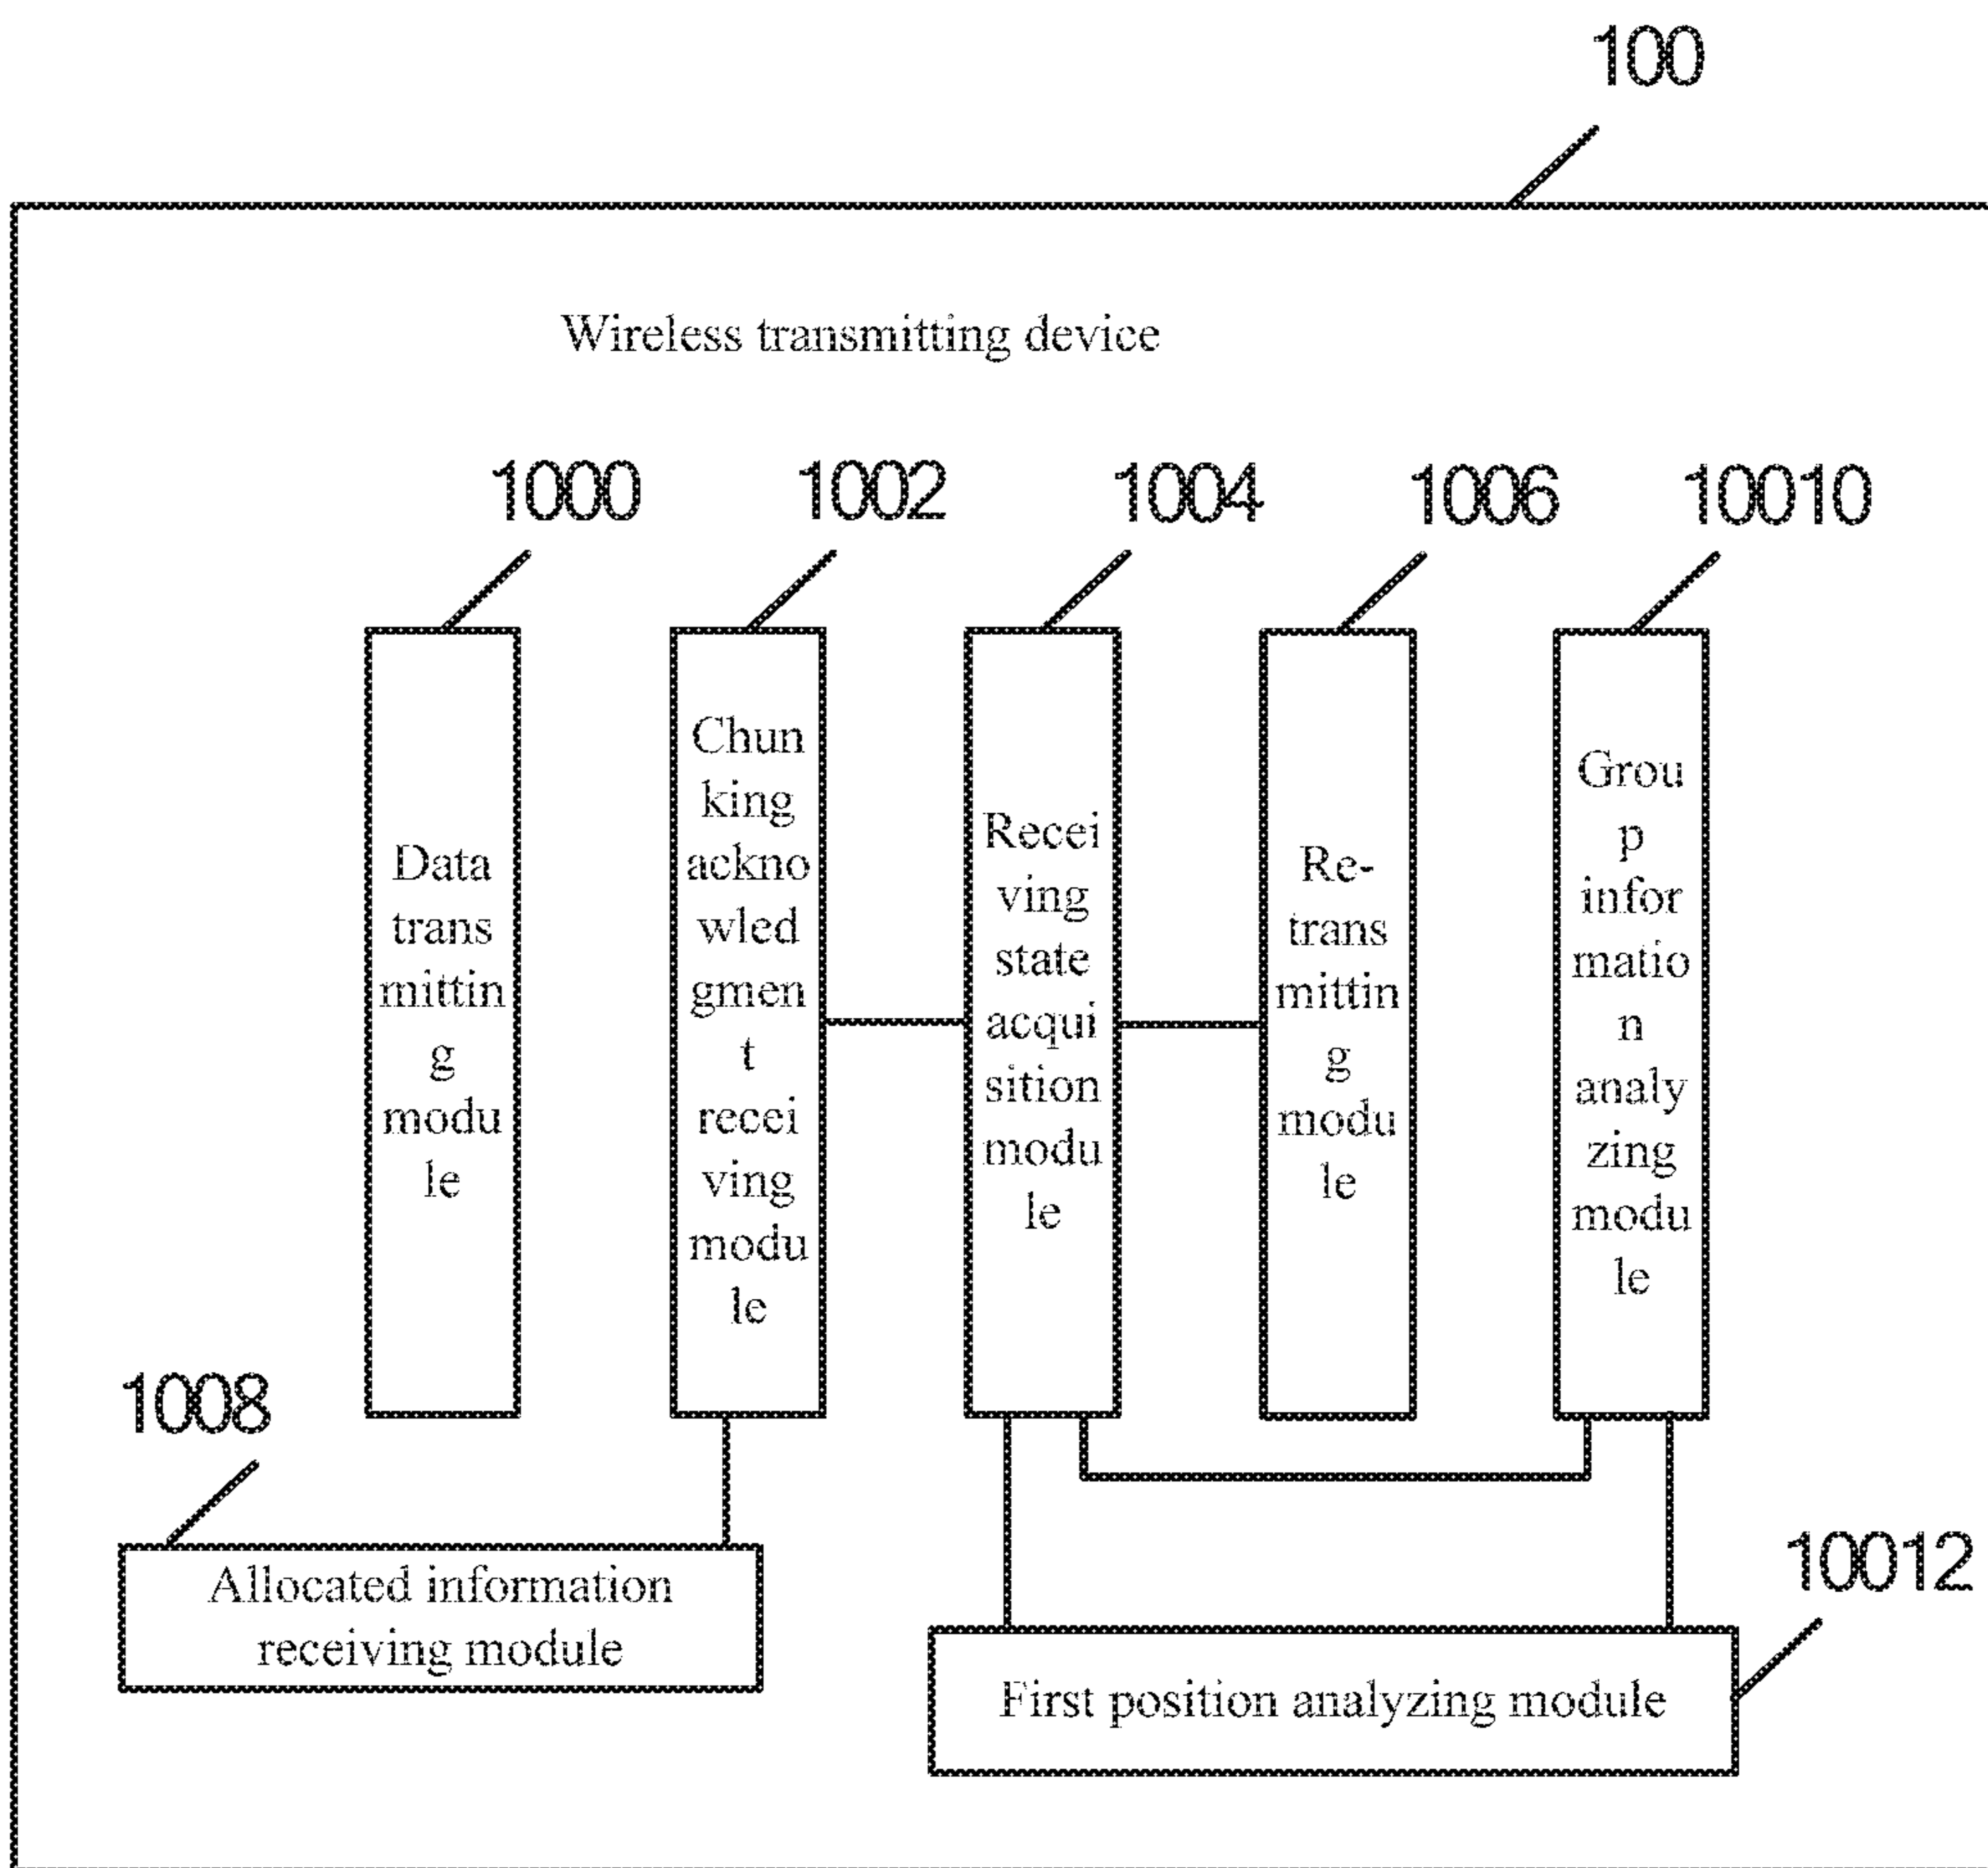 100
Wireless transmitting device
1000
1002
1004
1006
10010
Data
trans
mittin
g
modu
le
Chun
king
ackno
wled
gmen
t
recei
ving
modu
le
Recei
ving
state
acqui
sition
modu
le
Re-
trans
mittin
g
modu
le
Grou
p
infor
matio
n
analy
zing
modu
le
1008
Allocated information
receiving module
10012
First position analyzing module